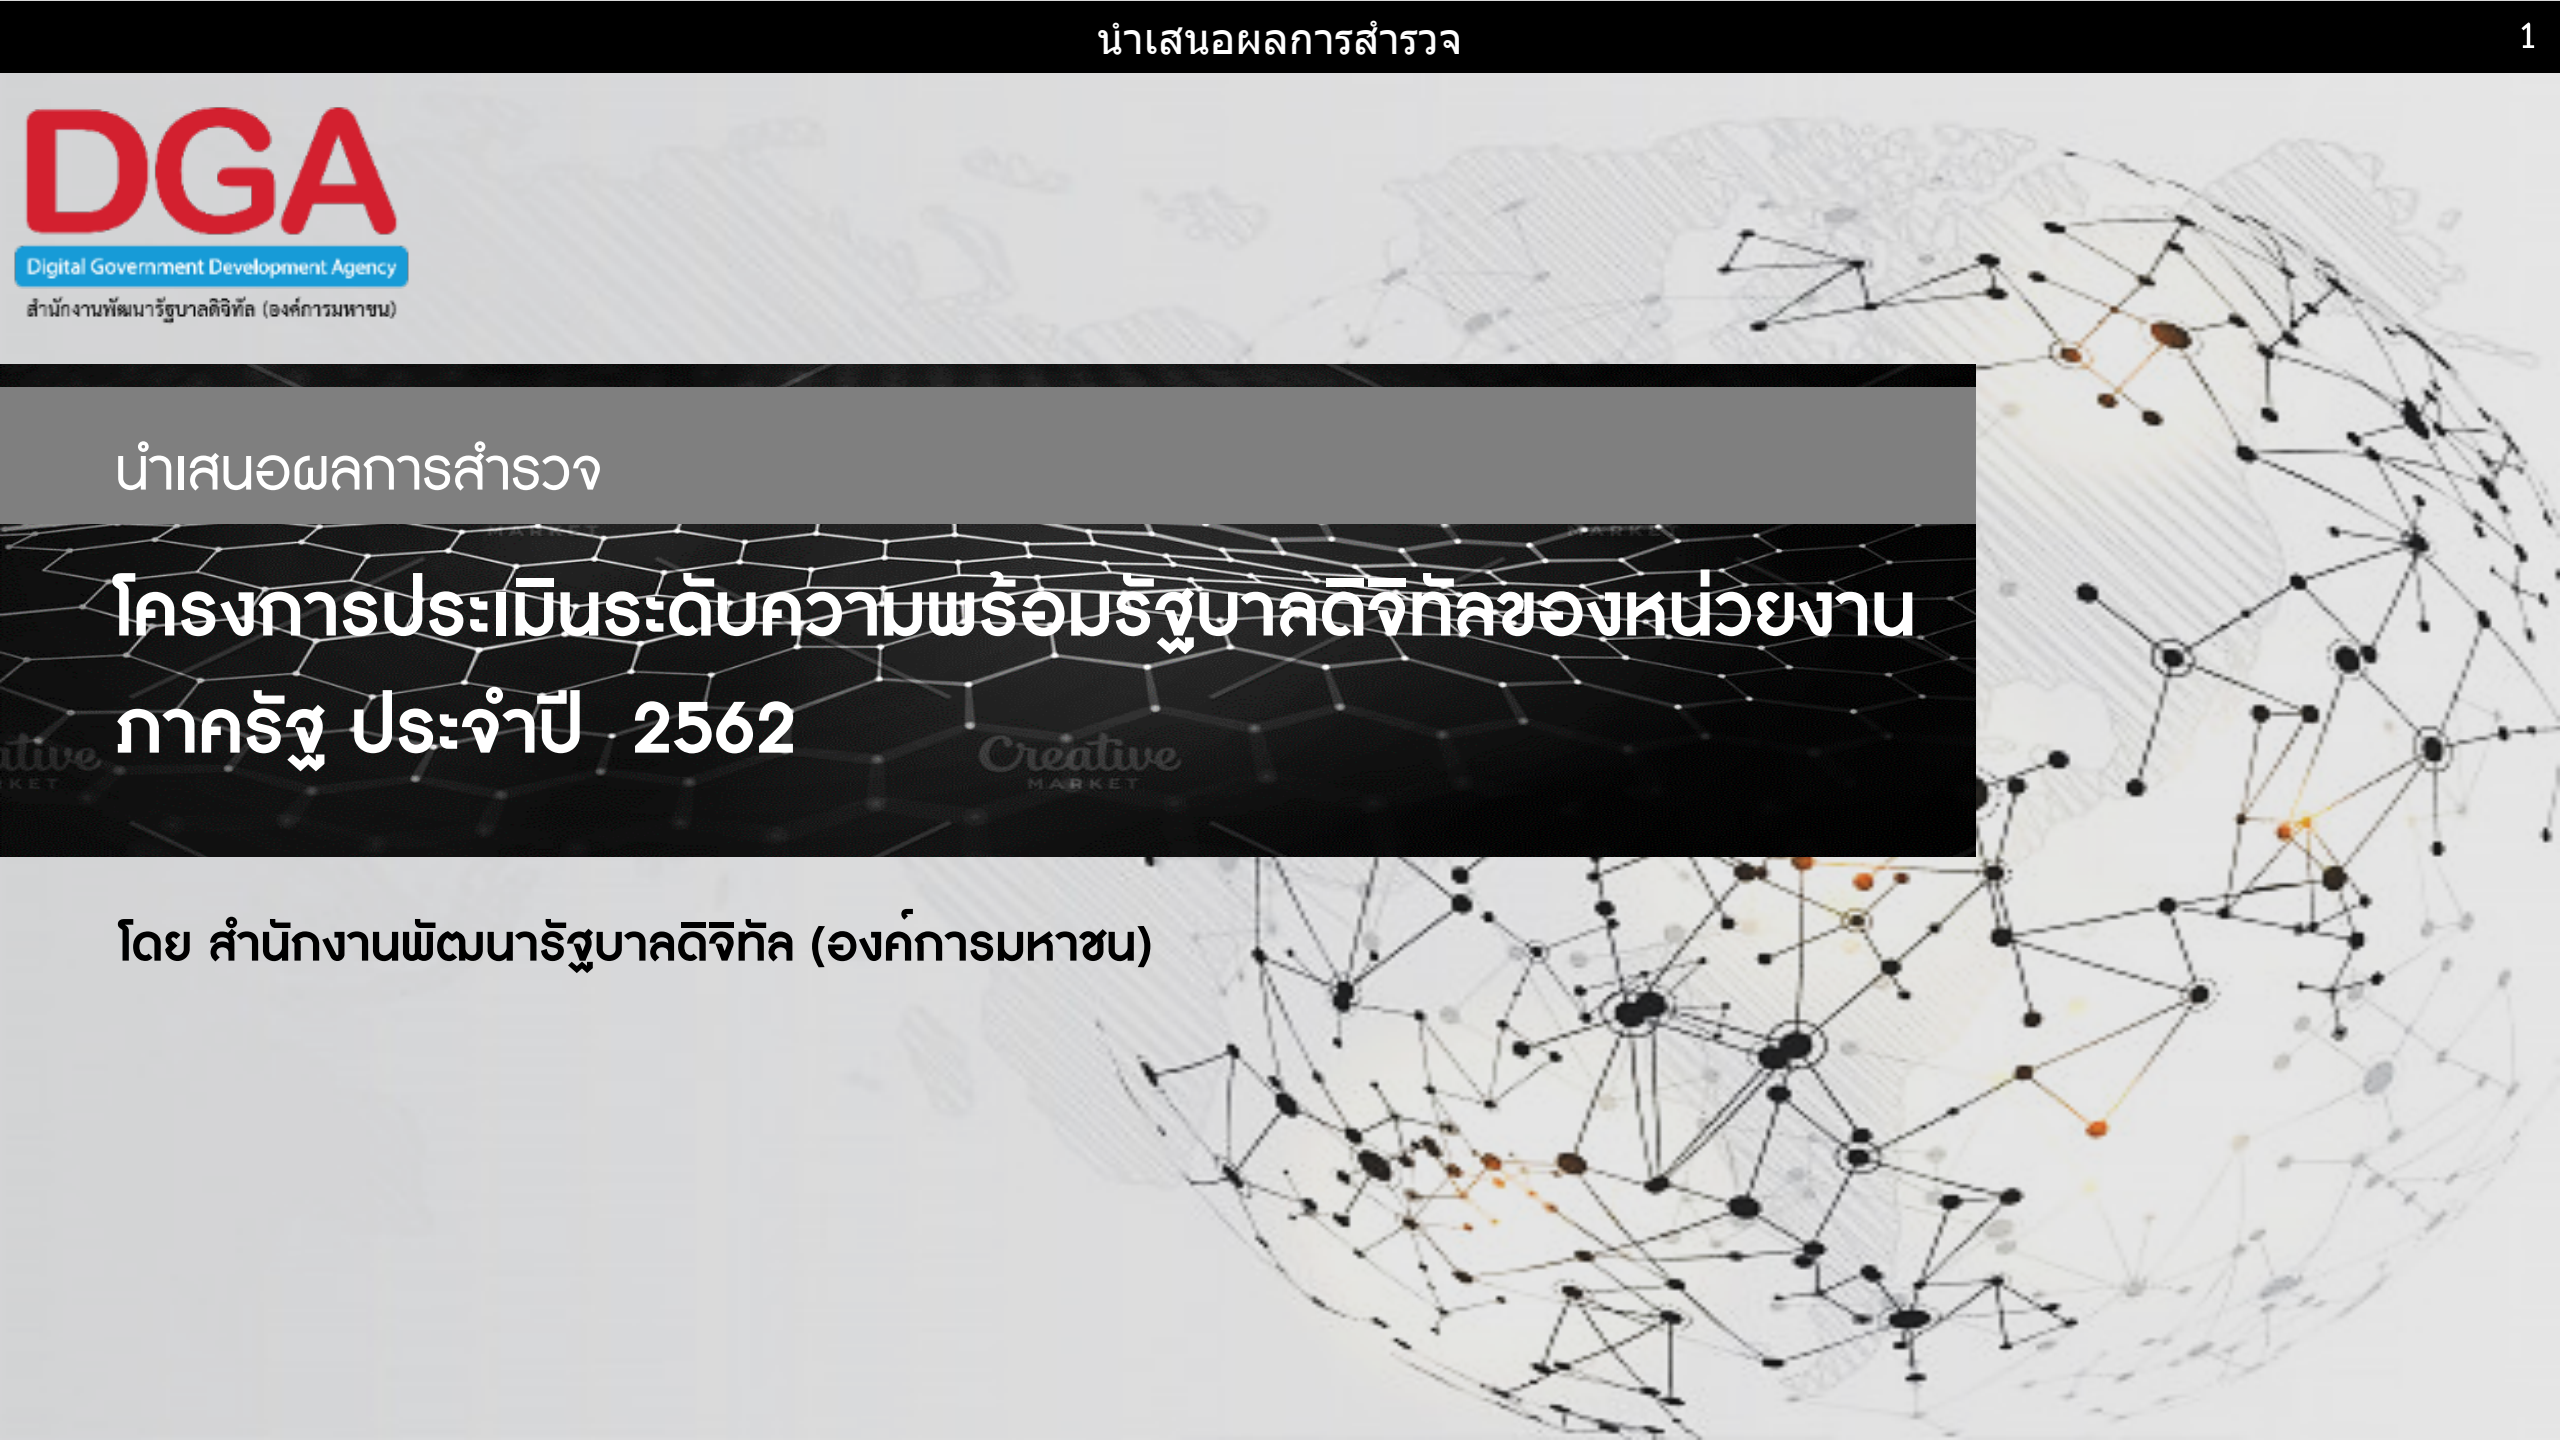 นำเสนอผลการสำรวจ
1
DGA
Digital Government Development Agency
สำนักงานพัฒนารัฐบาลดิจิทัล (องค์การมหาชน)
นำเสนอผลการสำรวจ
MARKET
MARKET
โครงการประเมินระดับความพร้อมรัฐบาลดิจิทัลของหน่วยงาน
ภาครัฐ ประจำปี  2562
Creative
MARKET
โดย สำนักงานพัฒนารัฐบาลดิจิทัล (องค์การมหาชน)